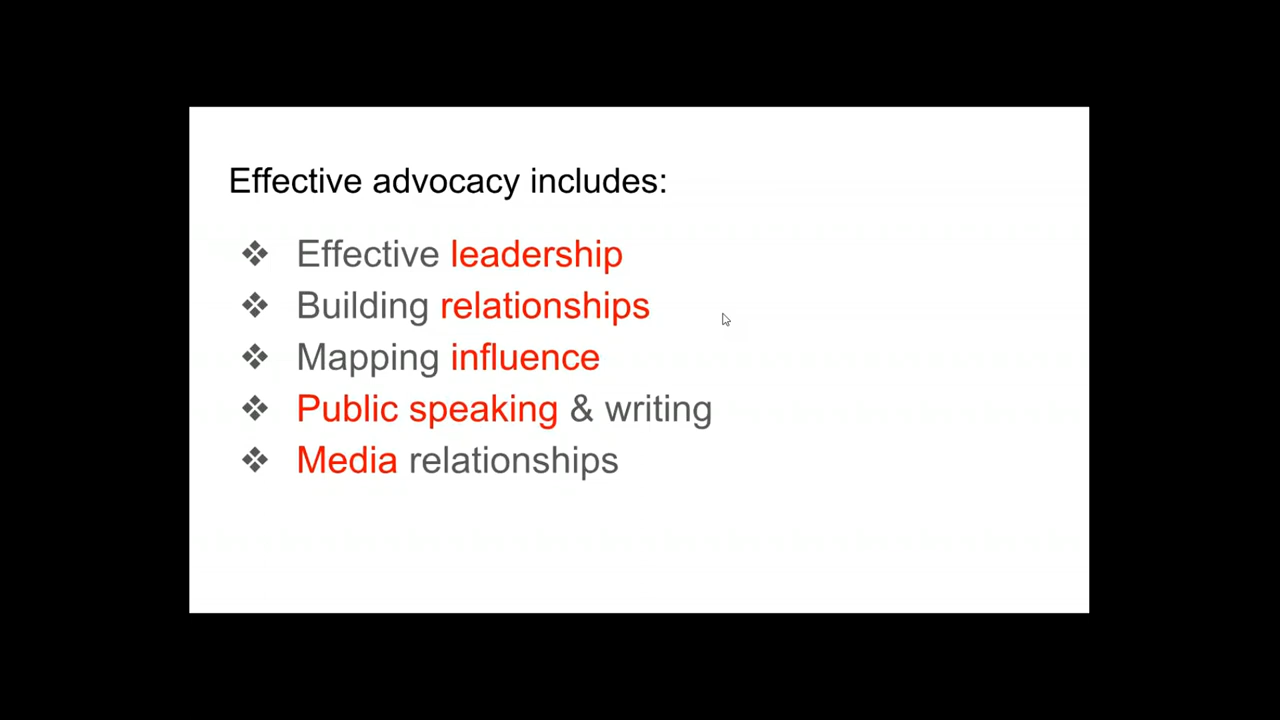 Effective advocacy includes:
❖ Effective leadership
❖ Building relationships
❖ Mapping influence
❖ Public speaking & writing
❖ Media relationships